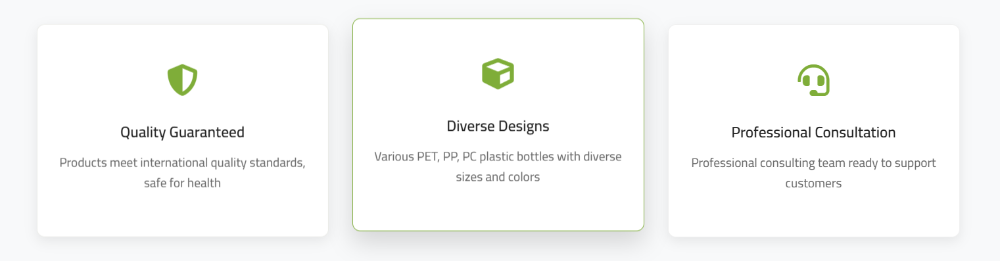 Quality Guaranteed
Products meet international quality standards,
safe for health
Diverse Designs
Various PET, PP, PC plastic bottles with diverse
sizes and colors
Professional Consultation
Professional consulting team ready to support
customers